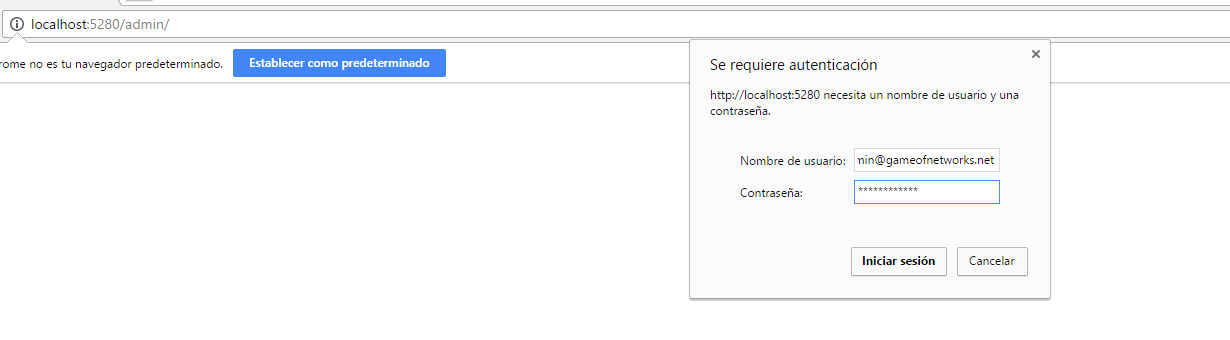 localhost:5280/admin/
rome no es tu navegador predeterminado.
Establecer como predeterminado
Se requiere autenticación
http://localhost:5280 necesita un nombre de usuario y una
contraseña.
Nombre de usuario: min@gameofnetworks.net
Contraseña: ************
Iniciar sesión Cancelar